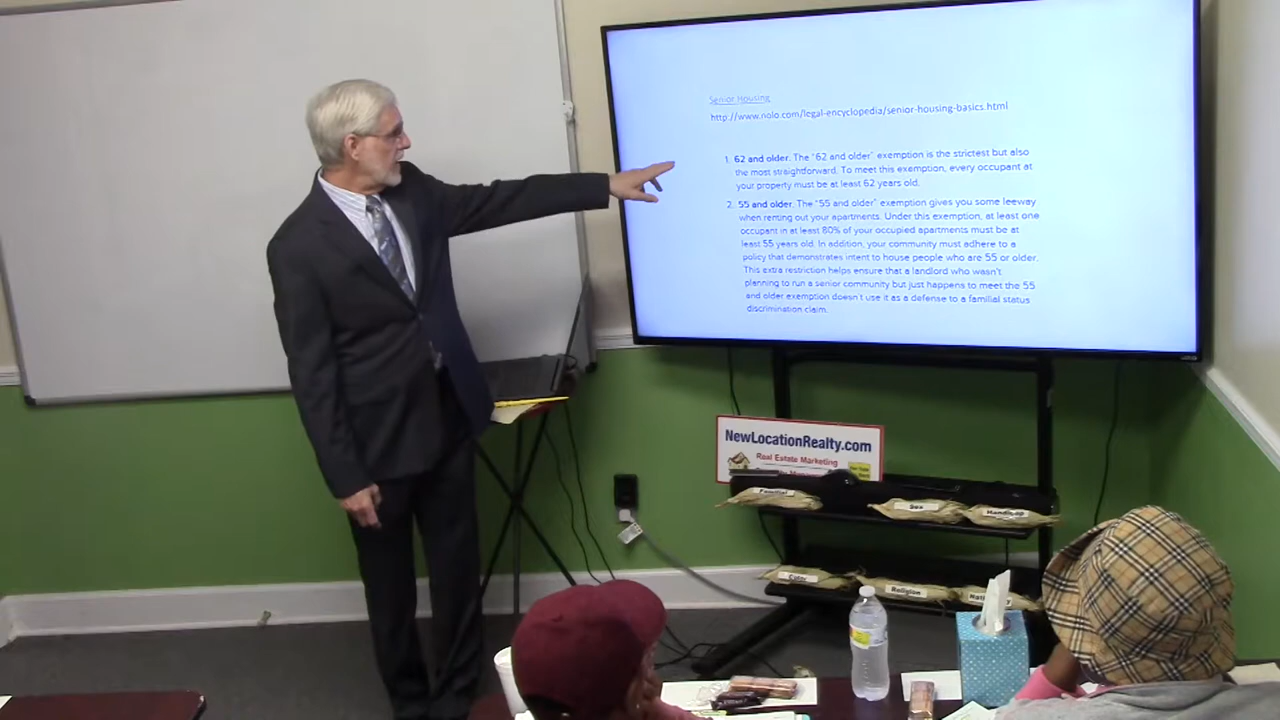 Senior Housing
http://www.nolo.com/legal-encyclopedia/senior-housing-basics.html
1. 62 and older. The "62 and older" exemption is the strictest but also
the most straightforward. To meet this exemption, every occupant at
your property must be at least 62 years old.
2. 55 and older. The "55 and older" exemption gives you some leeway
when renting out your apartments. Under this exemption, at least one
occupant in at least 80% of your occupied apartments must be at
least 55 years old. In addition, your community must adhere to a
policy that demonstrates intent to house people who are 55 or older.
This extra restriction helps ensure that a landlord who wasn't
planning to run a senior community but just happens to meet the 55
and older exemption doesn't use it as a defense to a familial status
discrimination claim.
NewLocationRealty.com
Real Estate Marketing
Familial
Sex
Handicap
Color
Religion